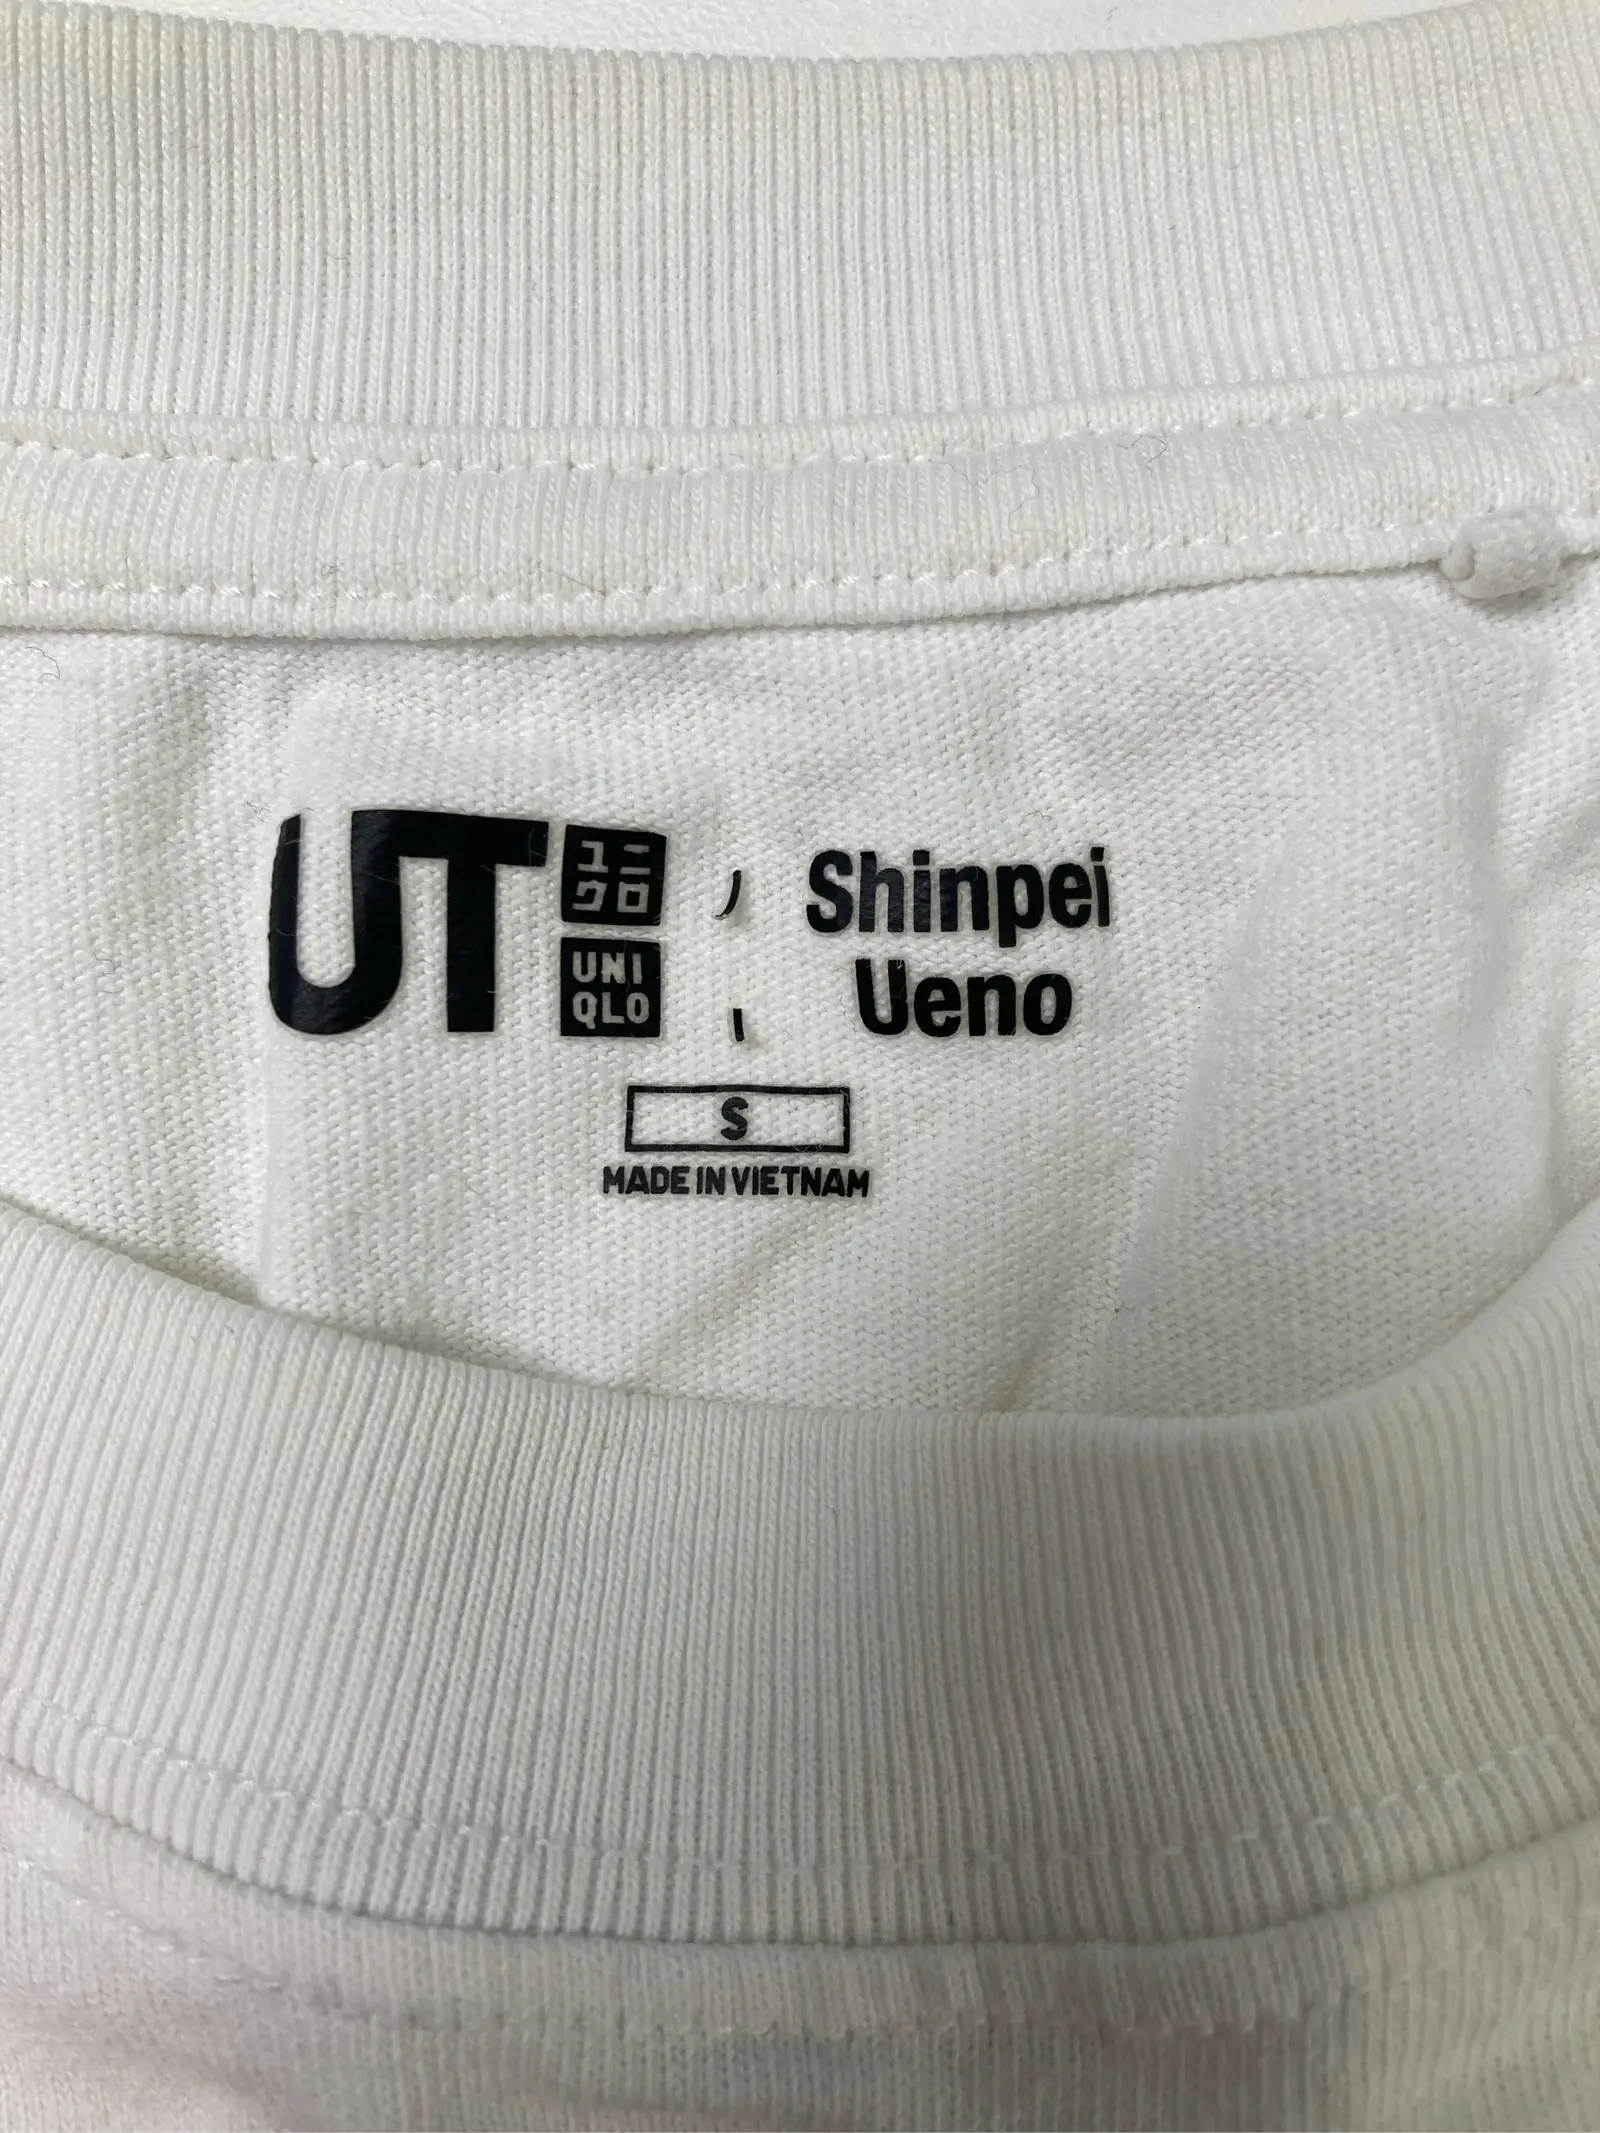 UT
ユニ
クロ
UNI
QLO
Shinpei
Ueno
S
MADE IN VIETNAM